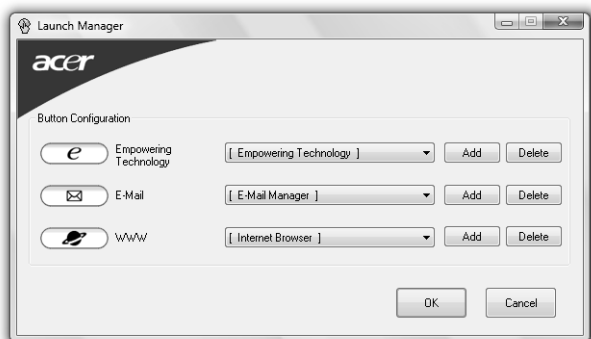 Launch Manager
acer
Button Configuration
e Empowering Technology [ Empowering Technology ] Add Delete
E-Mail [ E-Mail Manager ] Add Delete
WWW [ Internet Browser ] Add Delete
OK Cancel